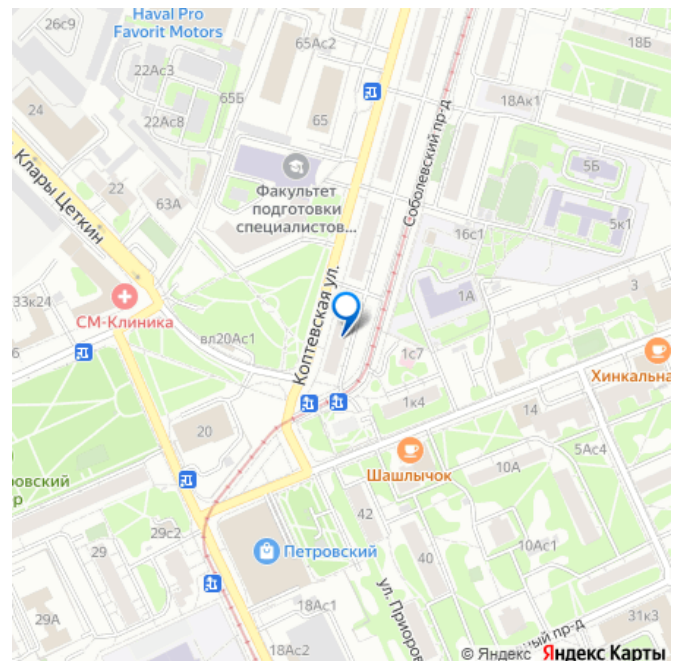 26с9
Haval Pro
Favorit Motors
65Ас2
18Б
22Ас3
65Б
22Ас8
65
18Ак1
24
Клары Цеткин
22
63А
Факультет
подготовки
специалистов...
Соболевский пр-д
5Б
5к1
16с1
33к24
СМ-Клиника
Коптевская ул.
1А
3
вл20Ас1
1с7
Хинкальна
6
1к4
14
20
Шашлычок
10А
5Ас4
ровский
р
29с2
42
29
Петровский
40
10Ас1
ул. Приоров
29А
18Ас1
31к3
ный пр-д
18Ас2
© Яндекс Яндекс Карты